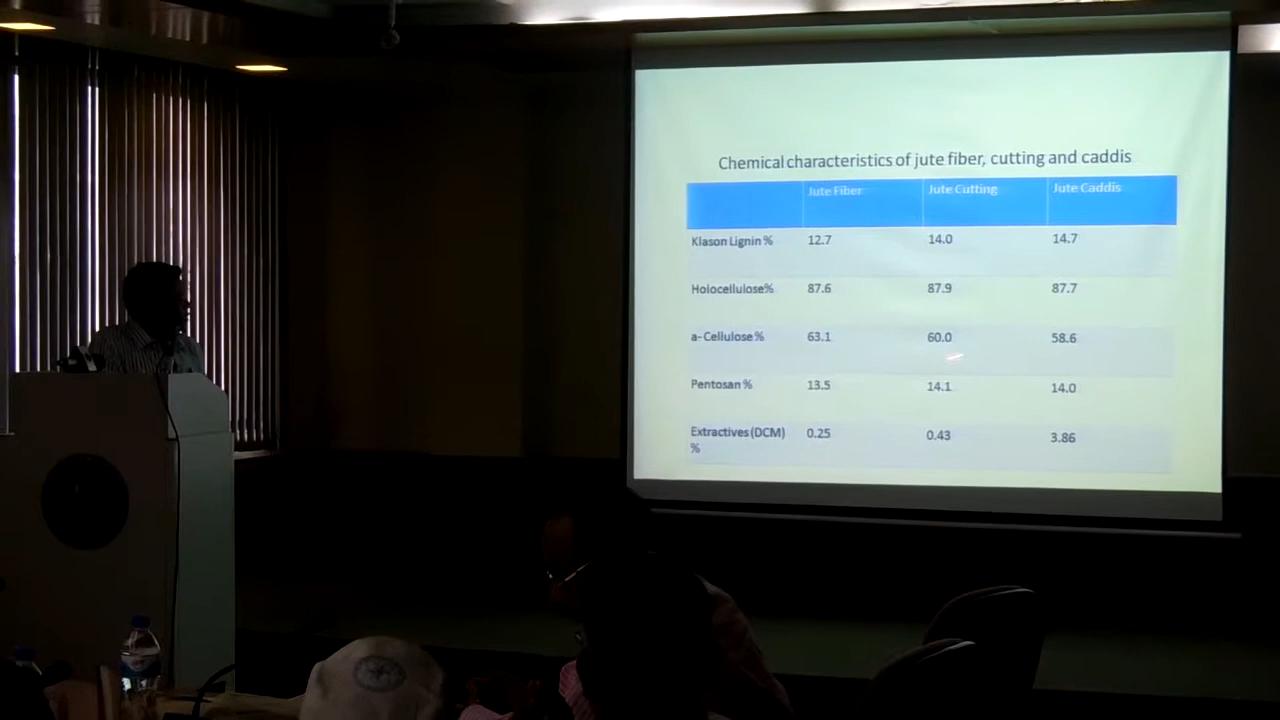 Chemical characteristics of jute fiber, cutting and caddis
Jute Fiber Jute Cutting Jute Caddis
Klason Lignin % 12.7 14.0 14.7
Holocellulose% 87.6 87.9 87.7
a- Cellulose % 63.1 60.0 58.6
Pentosan % 13.5 14.1 14.0
Extractives (DCM) 0.25 0.43 3.86
%